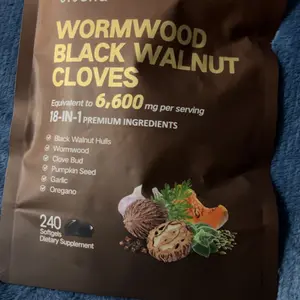 WORMWOOD
BLACK WALNUT
CLOVES
Equivalent to 6,600 mg per serving
18-IN-1 PREMIUM INGREDIENTS
Black Walnut Hulls
Wormwood
Clove Bud
Pumpkin Seed
Garlic
Oragano
240
Softgels
Dietary Supplement